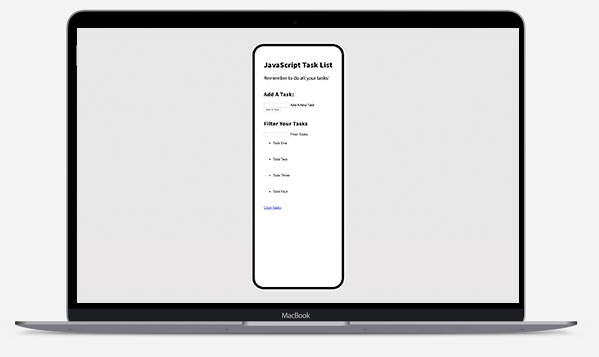 JavaScript Task List
Remember to do all your tasks!
Add A Task:
Add A New Task
Add A Task
Filter Your Tasks
Filter Tasks
Task One
Task Two
Task Three
Task Four
Clear Tasks
MacBook